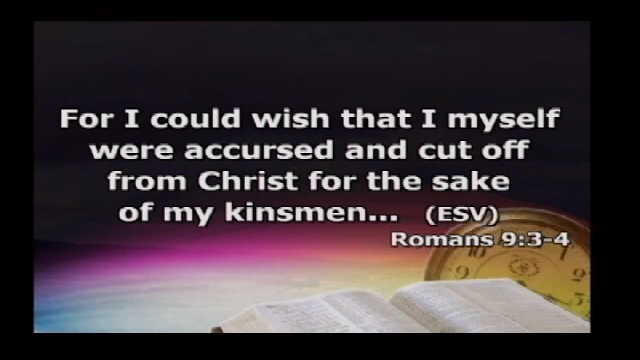 For I could wish that I myself
were accursed and cut off
from Christ for the sake
of my kinsmen... (ESV)
Romans 9:3-4